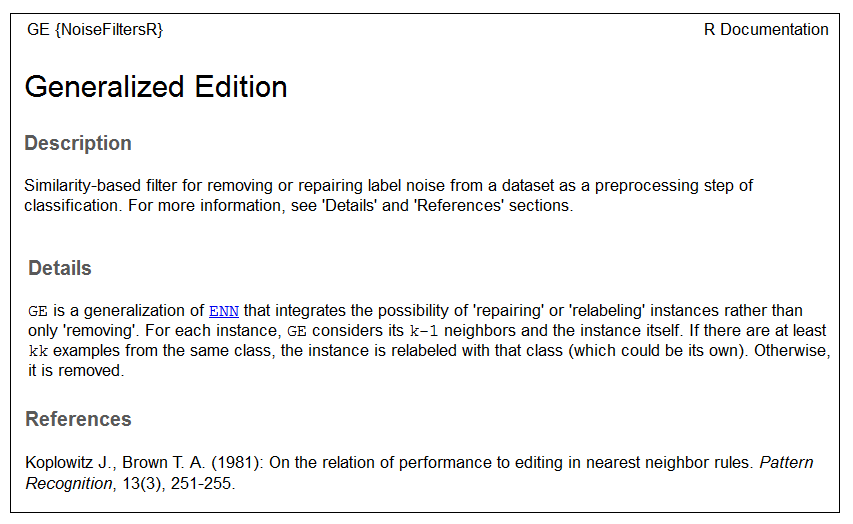 GE {NoiseFiltersR}
R Documentation
Generalized Edition
Description
Similarity-based filter for removing or repairing label noise from a dataset as a preprocessing step of
classification. For more information, see 'Details' and 'References' sections.
Details
GE is a generalization of ENN that integrates the possibility of 'repairing' or 'relabeling' instances rather than
only 'removing'. For each instance, GE considers its k-1 neighbors and the instance itself. If there are at least
kk examples from the same class, the instance is relabeled with that class (which could be its own). Otherwise,
it is removed.
References
Koplowitz J., Brown T. A. (1981): On the relation of performance to editing in nearest neighbor rules. Pattern
Recognition, 13(3), 251-255.